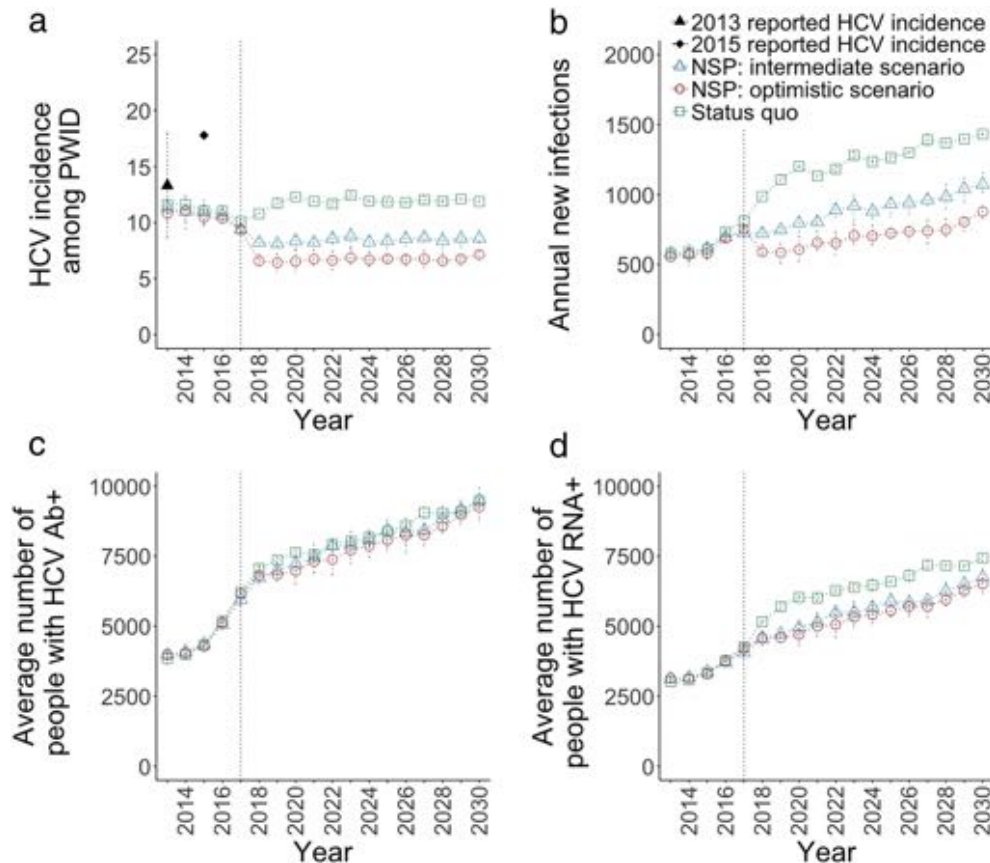 a
HCV incidence
among PWID
25
20
15
10
5
0
2014
2016
2018
2020
2022
2024
2026
2028
2030
Year
b
2013 reported HCV incidence
2015 reported HCV incidence
NSP: intermediate scenario
NSP: optimistic scenario
Status quo
Annual new infections
2000
1500
1000
500
0
2014
2016
2018
2020
2022
2024
2026
2028
2030
Year
c
Average number of
people with HCV Ab+
10000
7500
5000
2500
0
2014
2016
2018
2020
2022
2024
2026
2028
2030
Year
d
Average number of
people with HCV RNA+
10000
7500
5000
2500
0
2014
2016
2018
2020
2022
2024
2026
2028
2030
Year